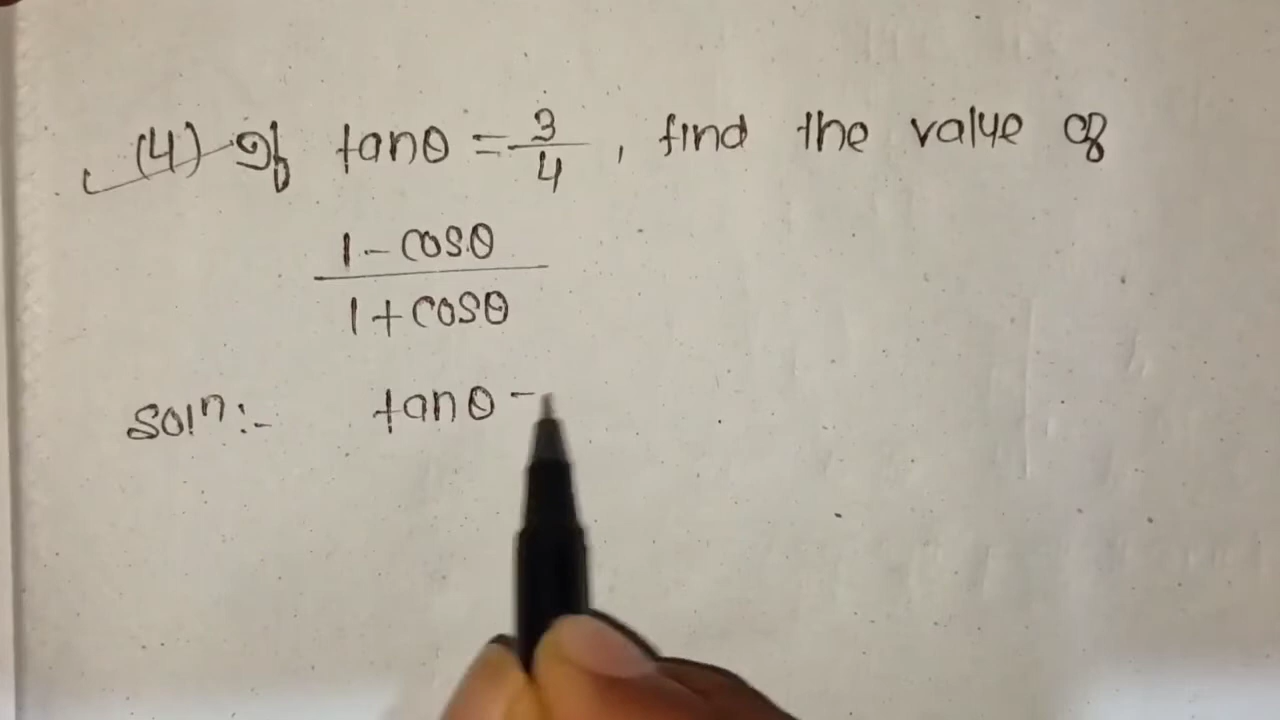 (4) If tanθ = 3/4, find the value of
1 - cosθ
1 + cosθ
Solⁿ:- tanθ -